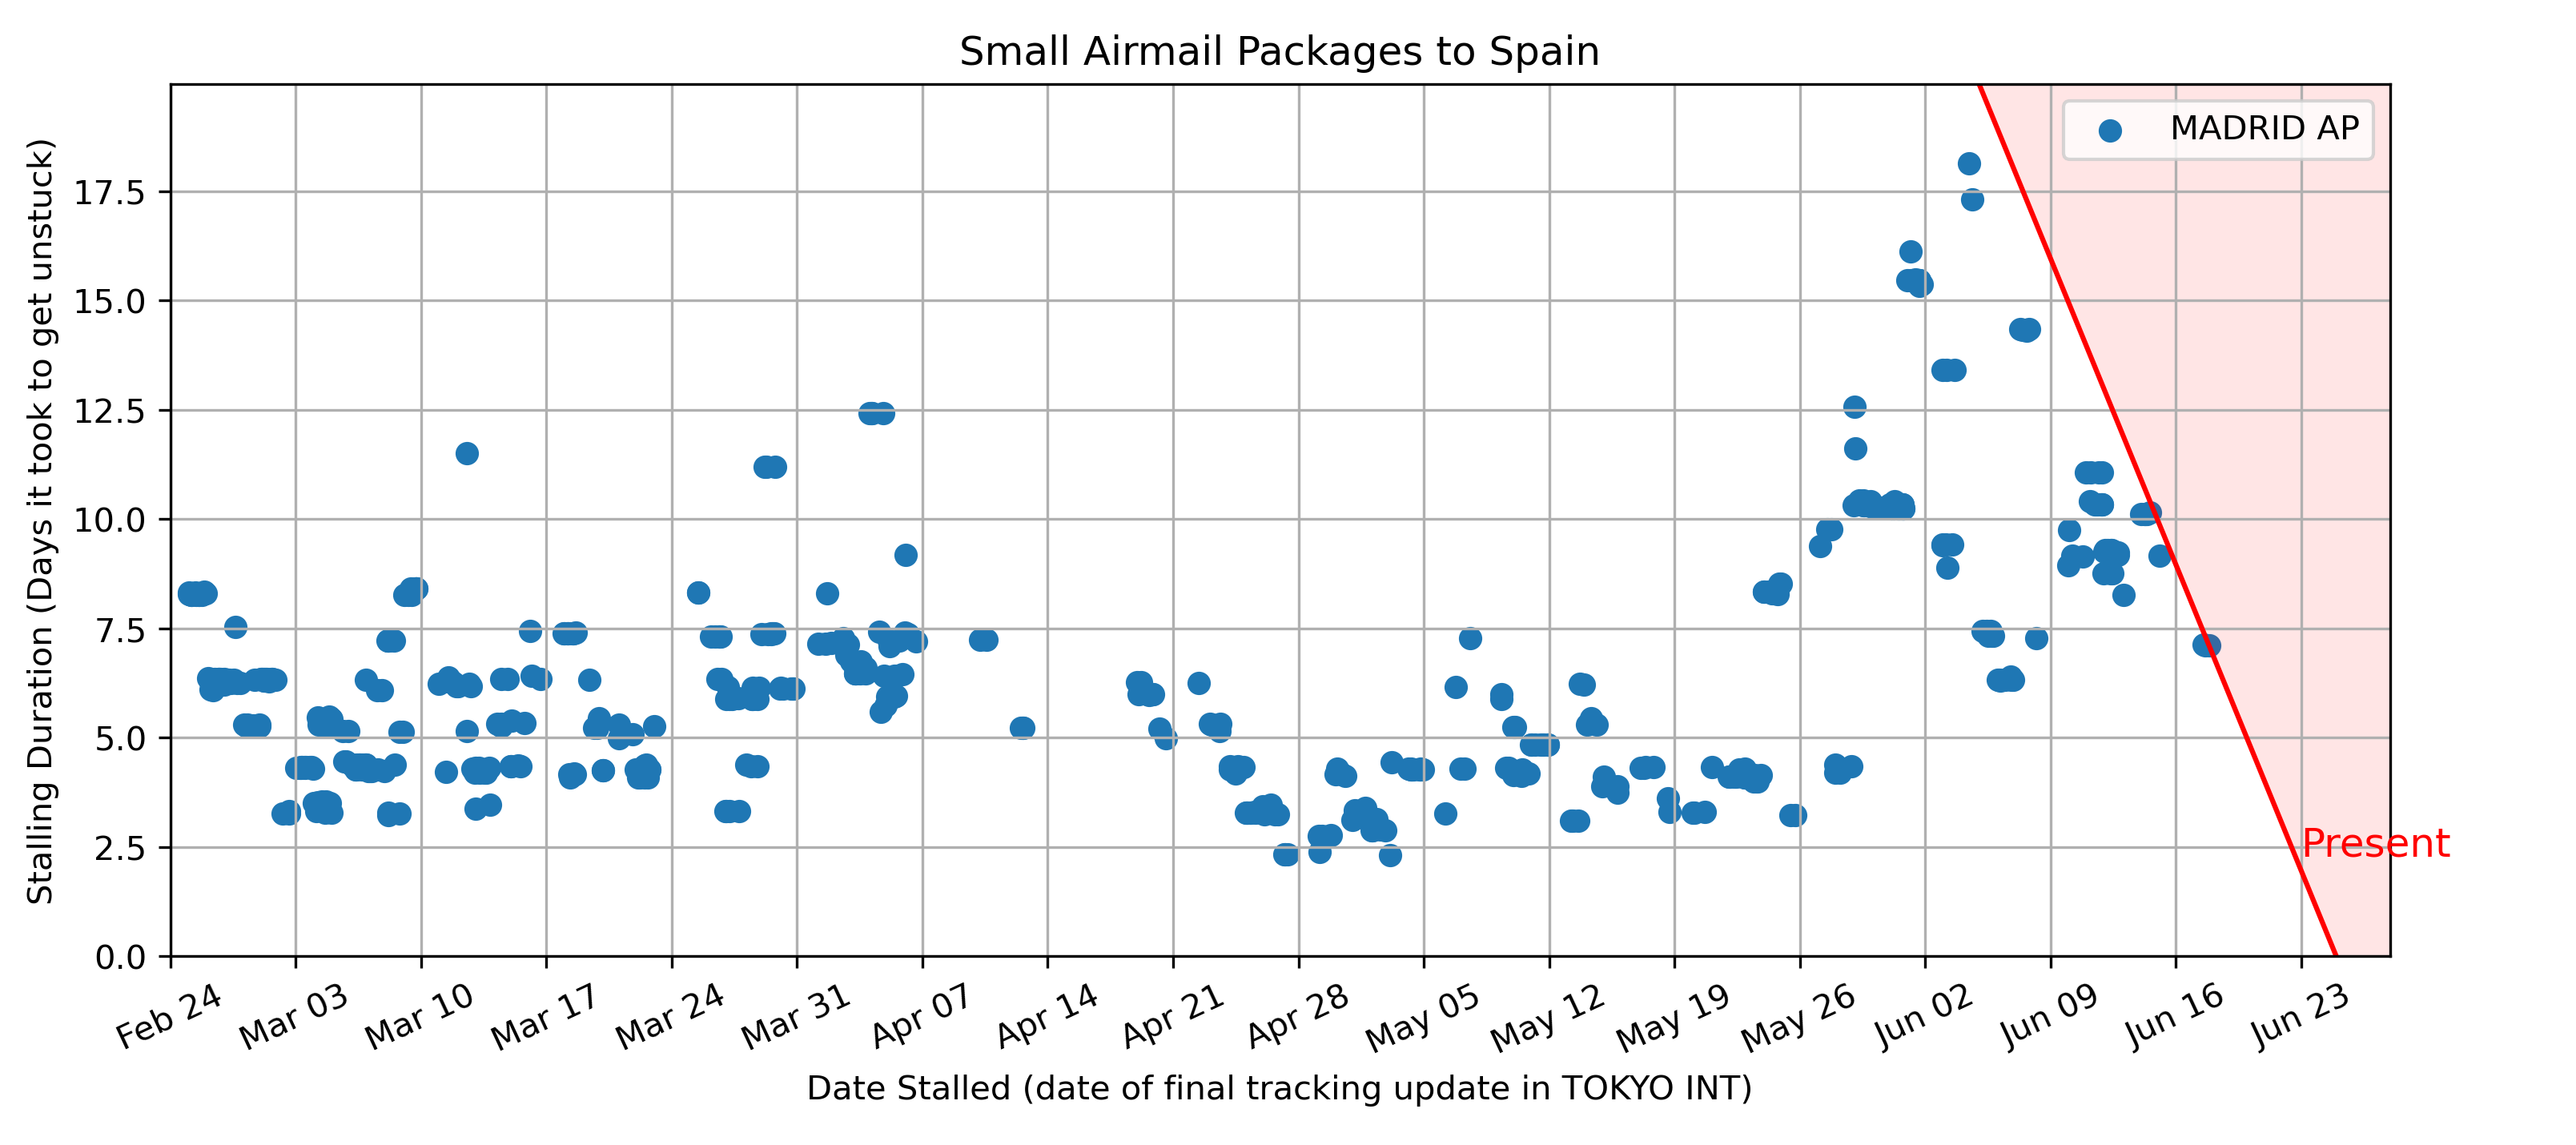 Small Airmail Packages to Spain
MADRID AP
Stalling Duration (Days it took to get unstuck)
17.5
15.0
12.5
10.0
7.5
5.0
2.5
0.0
Present
Feb 24 Mar 03 Mar 10 Mar 17 Mar 24 Mar 31 Apr 07 Apr 14 Apr 21 Apr 28 May 05 May 12 May 19 May 26 Jun 02 Jun 09 Jun 16 Jun 23
Date Stalled (date of final tracking update in TOKYO INT)